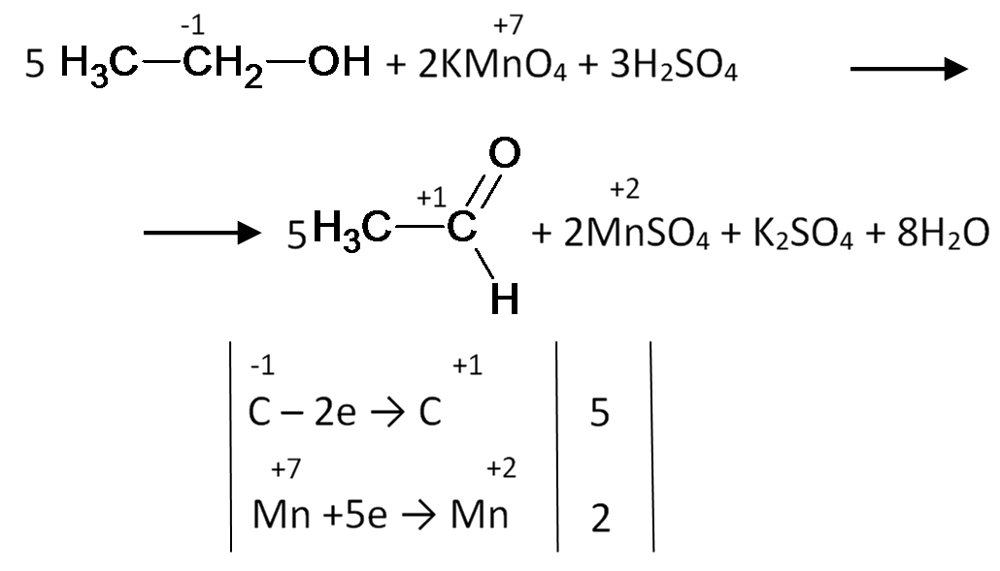 -1 +7
5 H₃C—CH₂—OH + 2KMnO₄ + 3H₂SO₄ ⟶
O
+1 +2
⟶ 5H₃C—C + 2MnSO₄ + K₂SO₄ + 8H₂O
H
-1 +1
C – 2e → C 5
+7 +2
Mn +5e → Mn 2